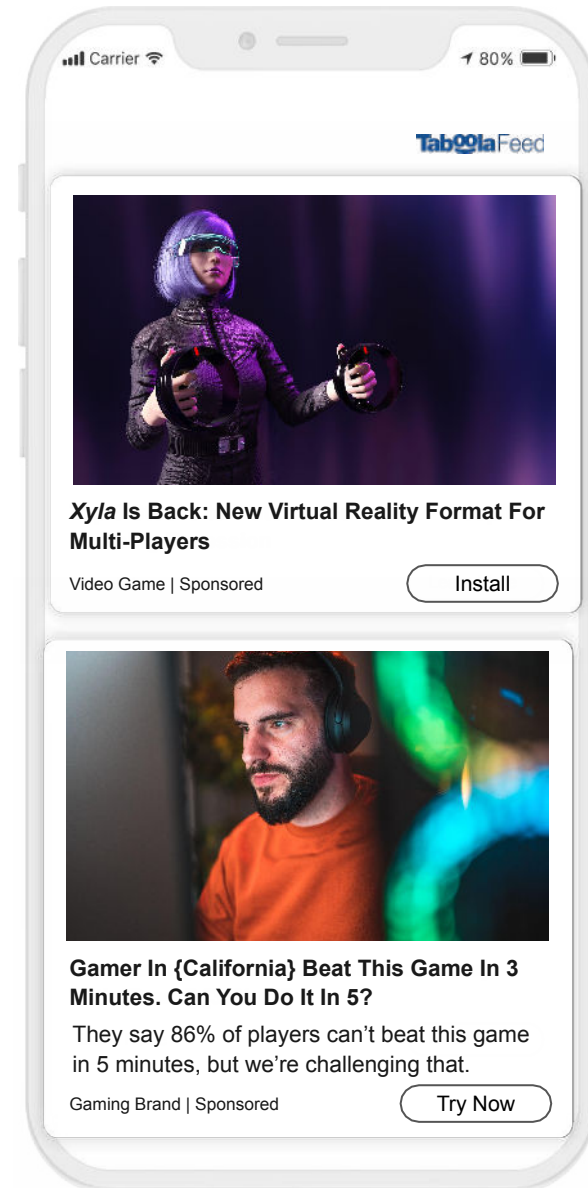 Carrier
80%
Taboola Feed
Xyla Is Back: New Virtual Reality Format For
Multi-Players
Video Game | Sponsored
Install
Gamer In {California} Beat This Game In 3
Minutes. Can You Do It In 5?
They say 86% of players can’t beat this game
in 5 minutes, but we’re challenging that.
Gaming Brand | Sponsored
Try Now